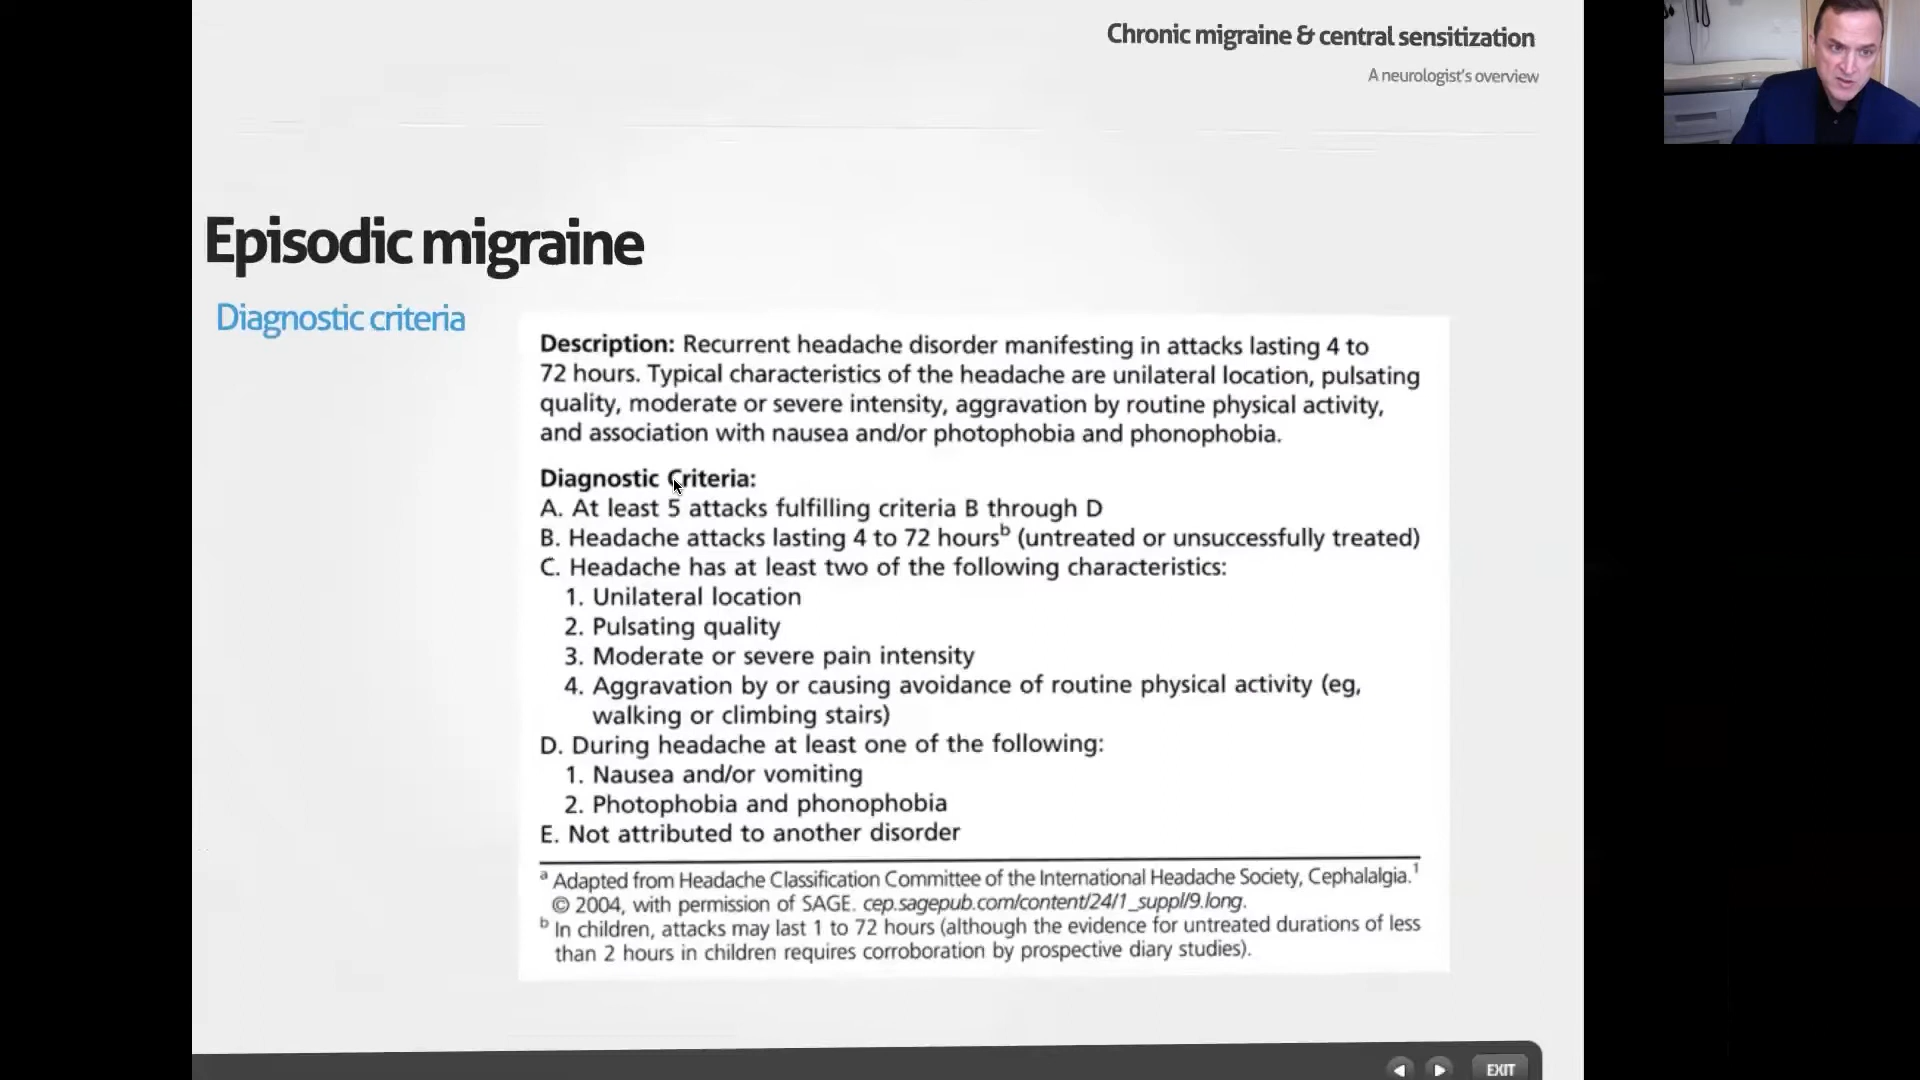 Chronic migraine & central sensitization
A neurologist's overview
Episodic migraine
Diagnostic criteria
Description: Recurrent headache disorder manifesting in attacks lasting 4 to
72 hours. Typical characteristics of the headache are unilateral location, pulsating
quality, moderate or severe intensity, aggravation by routine physical activity,
and association with nausea and/or photophobia and phonophobia.
Diagnostic Criteria:
A. At least 5 attacks fulfilling criteria B through D
B. Headache attacks lasting 4 to 72 hoursᵇ (untreated or unsuccessfully treated)
C. Headache has at least two of the following characteristics:
1. Unilateral location
2. Pulsating quality
3. Moderate or severe pain intensity
4. Aggravation by or causing avoidance of routine physical activity (eg,
walking or climbing stairs)
D. During headache at least one of the following:
1. Nausea and/or vomiting
2. Photophobia and phonophobia
E. Not attributed to another disorder
ᵃ Adapted from Headache Classification Committee of the International Headache Society, Cephalalgia.¹
© 2004, with permission of SAGE. cep.sagepub.com/content/24/1_suppl/9.long.
ᵇ In children, attacks may last 1 to 72 hours (although the evidence for untreated durations of less
than 2 hours in children requires corroboration by prospective diary studies).
EXIT